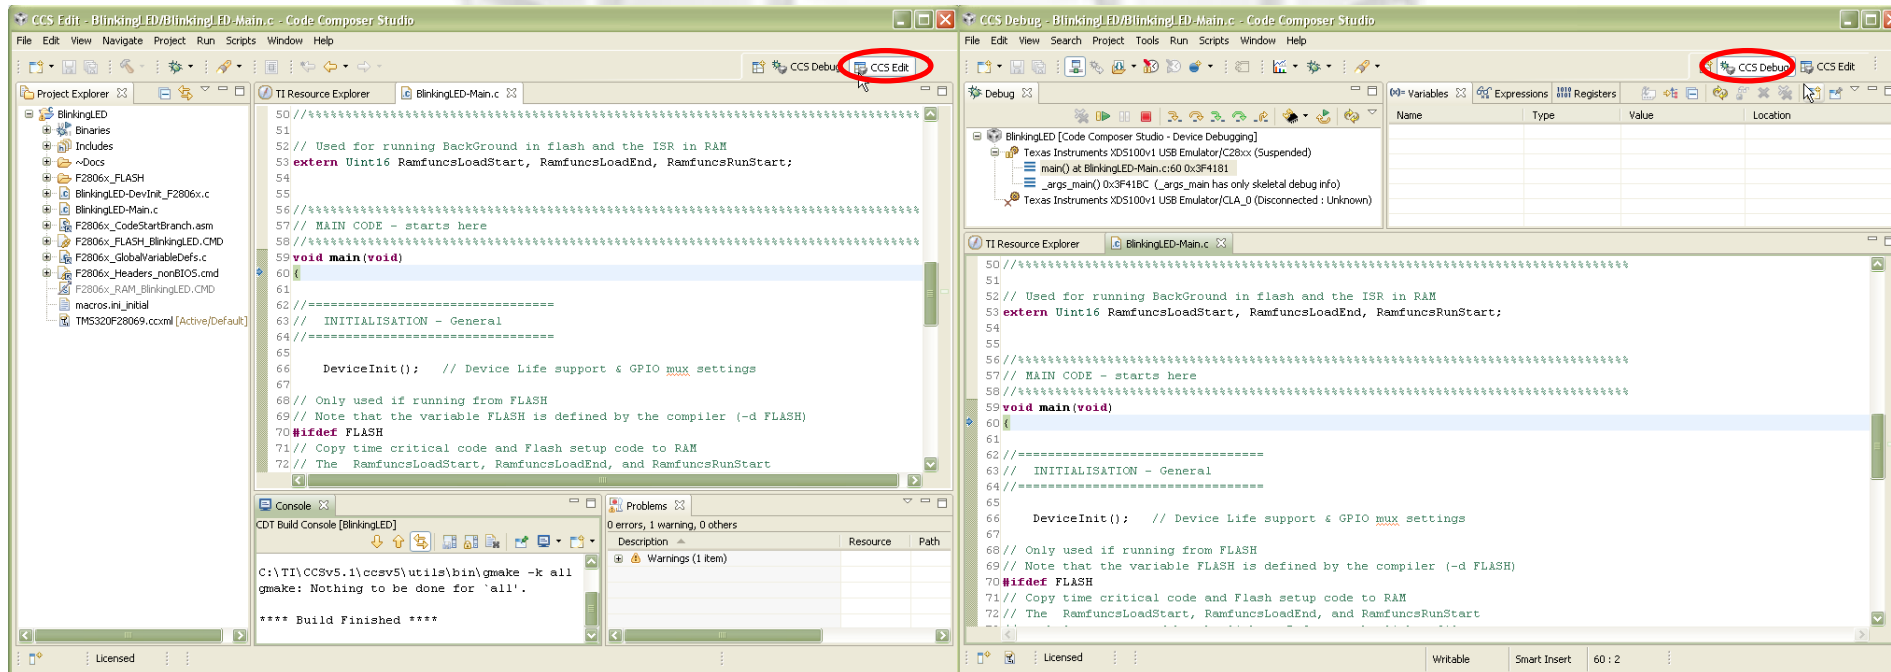 CCS Edit - BlinkingLED/BlinkingLED-Main.c - Code Composer Studio
File Edit View Navigate Project Run Scripts Window Help
CCS Debug CCS Edit
Project Explorer
BlinkingLED
Binaries
Includes
~Docs
F2806x_FLASH
BlinkingLED-DevInit_F2806x.c
BlinkingLED-Main.c
F2806x_CodeStartBranch.asm
F2806x_FLASH_BlinkingLED.CMD
F2806x_GlobalVariableDefs.c
F2806x_Headers_nonBIOS.cmd
F2806x_RAM_BlinkingLED.CMD
macros.ini_initial
TMS320F28069.ccxml [Active/Default]
TI Resource Explorer BlinkingLED-Main.c
50 //%%%%%%%%%%%%%%%%%%%%%%%%%%%%%%%%%%%%%%%%%%%%%%%%%%%%%%%%%%%%%%%%%%%%%%%%%%%%%%%%%%
51
52 // Used for running BackGround in flash and the ISR in RAM
53 extern Uint16 RamfuncsLoadStart, RamfuncsLoadEnd, RamfuncsRunStart;
54
55
56 //%%%%%%%%%%%%%%%%%%%%%%%%%%%%%%%%%%%%%%%%%%%%%%%%%%%%%%%%%%%%%%%%%%%%%%%%%%%%%%%%%%
57 // MAIN CODE - starts here
58 //%%%%%%%%%%%%%%%%%%%%%%%%%%%%%%%%%%%%%%%%%%%%%%%%%%%%%%%%%%%%%%%%%%%%%%%%%%%%%%%%%%
59 void main(void)
60 {
61
62 //=================================
63 // INITIALISATION - General
64 //=================================
65
66 DeviceInit(); // Device Life support & GPIO mux settings
67
68 // Only used if running from FLASH
69 // Note that the variable FLASH is defined by the compiler (-d FLASH)
70 #ifdef FLASH
71 // Copy time critical code and Flash setup code to RAM
72 // The RamfuncsLoadStart, RamfuncsLoadEnd, and RamfuncsRunStart
Console
CDT Build Console [BlinkingLED]
C:\TI\CCSv5.1\ccsv5\utils\bin\gmake -k all
gmake: Nothing to be done for `all'.
**** Build Finished ****
Problems
0 errors, 1 warning, 0 others
Description Resource Path
Warnings (1 item)
Licensed
CCS Debug - BlinkingLED/BlinkingLED-Main.c - Code Composer Studio
File Edit View Search Project Tools Run Scripts Window Help
CCS Debug CCS Edit
Debug
BlinkingLED [Code Composer Studio - Device Debugging]
Texas Instruments XDS100v1 USB Emulator/C28xx (Suspended)
main() at BlinkingLED-Main.c:60 0x3F4181
_args_main() 0x3F41BC (_args_main has only skeletal debug info)
Texas Instruments XDS100v1 USB Emulator/CLA_0 (Disconnected : Unknown)
(x)= Variables Expressions 1010 0101 Registers
Name Type Value Location
TI Resource Explorer BlinkingLED-Main.c
50 //%%%%%%%%%%%%%%%%%%%%%%%%%%%%%%%%%%%%%%%%%%%%%%%%%%%%%%%%%%%%%%%%%%%%%%%%%%%%%%%%%%
51
52 // Used for running BackGround in flash and the ISR in RAM
53 extern Uint16 RamfuncsLoadStart, RamfuncsLoadEnd, RamfuncsRunStart;
54
55
56 //%%%%%%%%%%%%%%%%%%%%%%%%%%%%%%%%%%%%%%%%%%%%%%%%%%%%%%%%%%%%%%%%%%%%%%%%%%%%%%%%%%
57 // MAIN CODE - starts here
58 //%%%%%%%%%%%%%%%%%%%%%%%%%%%%%%%%%%%%%%%%%%%%%%%%%%%%%%%%%%%%%%%%%%%%%%%%%%%%%%%%%%
59 void main(void)
60 {
61
62 //=================================
63 // INITIALISATION - General
64 //=================================
65
66 DeviceInit(); // Device Life support & GPIO mux settings
67
68 // Only used if running from FLASH
69 // Note that the variable FLASH is defined by the compiler (-d FLASH)
70 #ifdef FLASH
71 // Copy time critical code and Flash setup code to RAM
72 // The RamfuncsLoadStart, RamfuncsLoadEnd, and RamfuncsRunStart
Licensed Writable Smart Insert 60 : 2